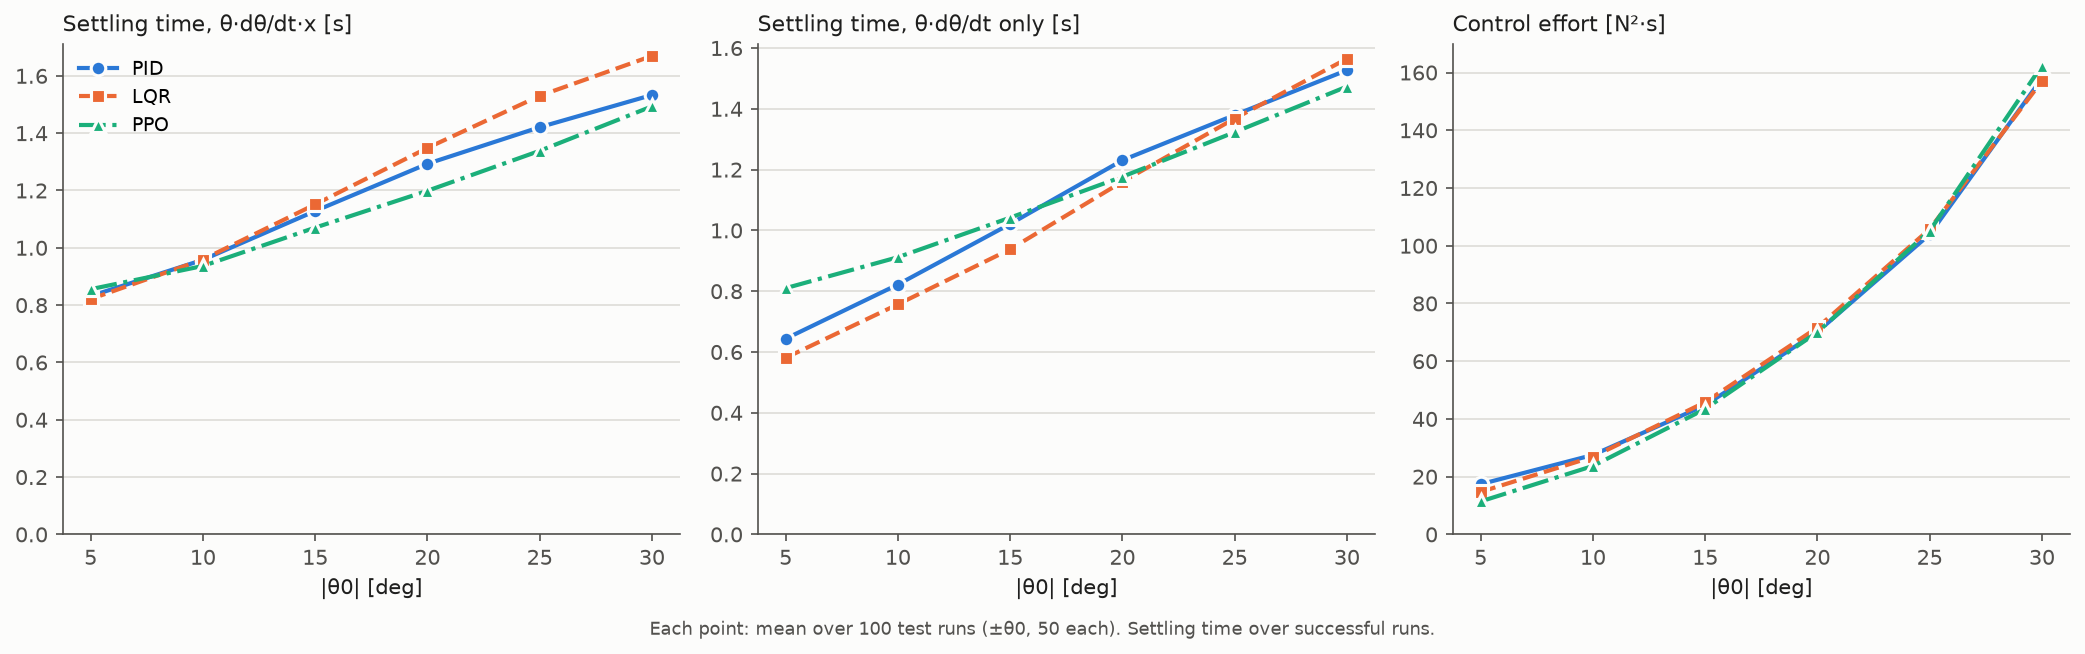 Settling time, θ·dθ/dt·x [s]
PID
LQR
PPO
1.6
1.4
1.2
1.0
0.8
0.6
0.4
0.2
0.0
5 10 15 20 25 30
|θ0| [deg]
Settling time, θ·dθ/dt only [s]
1.6
1.4
1.2
1.0
0.8
0.6
0.4
0.2
0.0
5 10 15 20 25 30
|θ0| [deg]
Control effort [N²·s]
160
140
120
100
80
60
40
20
0
5 10 15 20 25 30
|θ0| [deg]
Each point: mean over 100 test runs (±θ0, 50 each). Settling time over successful runs.